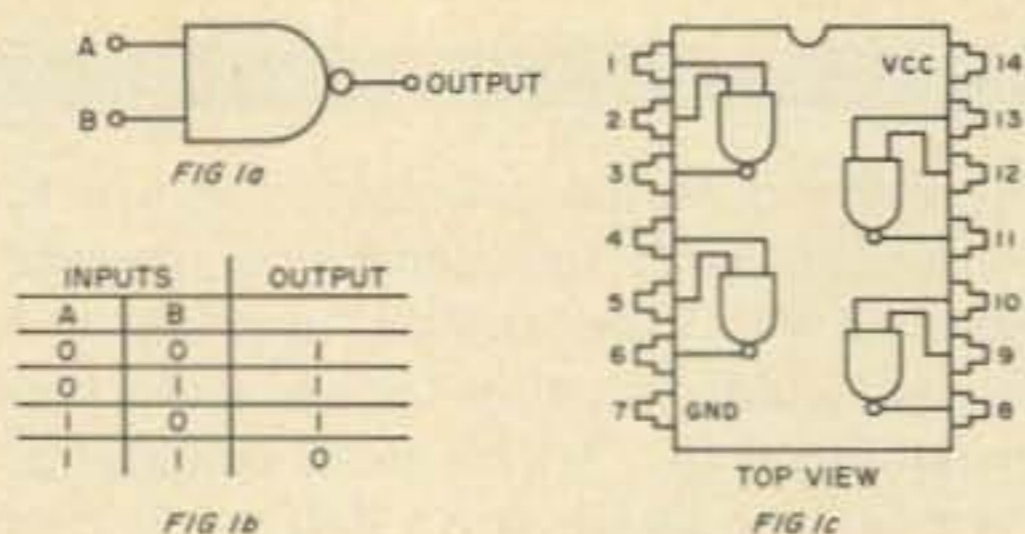 A
B
OUTPUT
FIG 1a
INPUTS OUTPUT
A B
0 0 1
0 1 1
1 0 1
1 1 0
FIG 1b
1 VCC 14
2 13
3 12
4 11
5 10
6 9
7 GND 8
TOP VIEW
FIG 1c